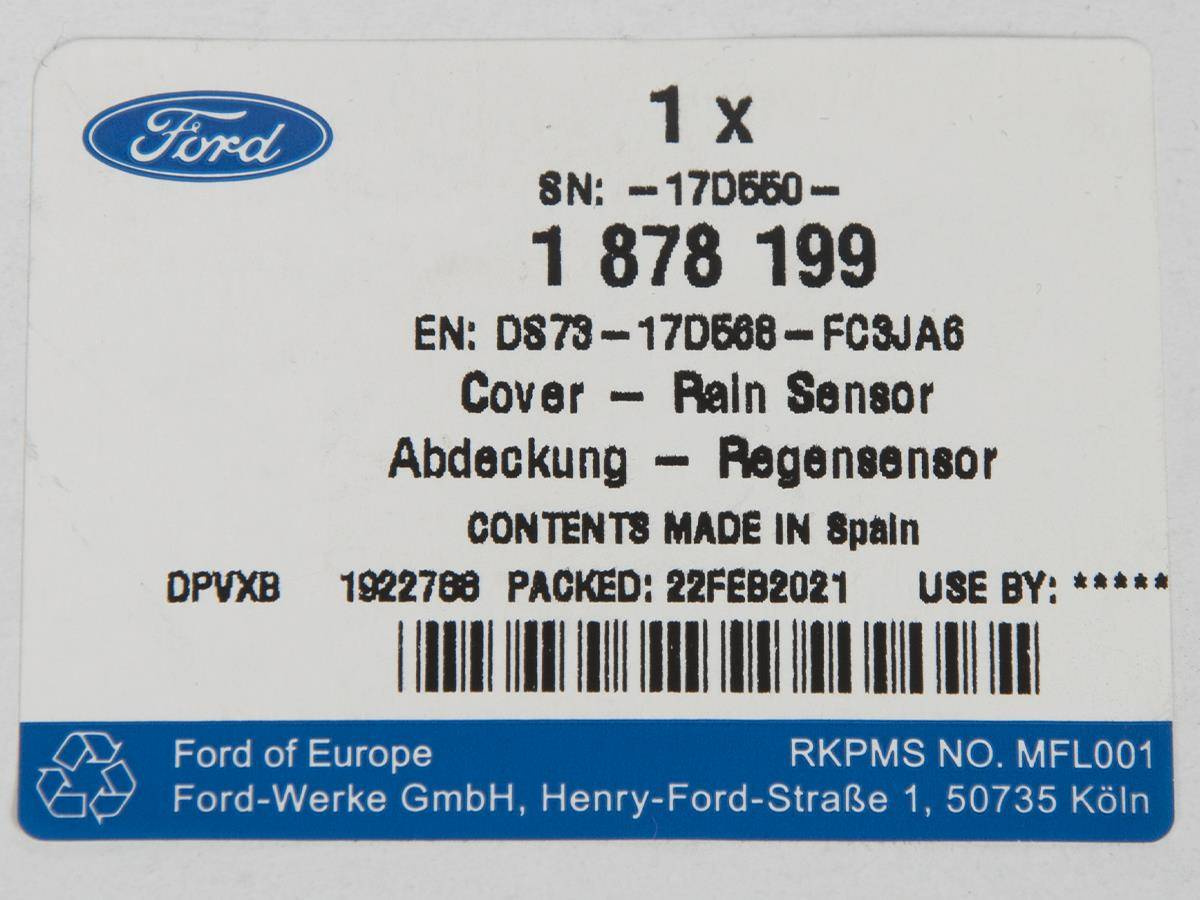 Ford
1 x
SN: -17D550-
1 878 199
EN: DS73-17D568-FC3JA6
Cover - Rain Sensor
Abdeckung - Regensensor
CONTENTS MADE IN Spain
DPVXB 1922766 PACKED: 22FEB2021 USE BY: *****
Ford of Europe RKPMS NO. MFL001
Ford-Werke GmbH, Henry-Ford-Straße 1, 50735 Köln